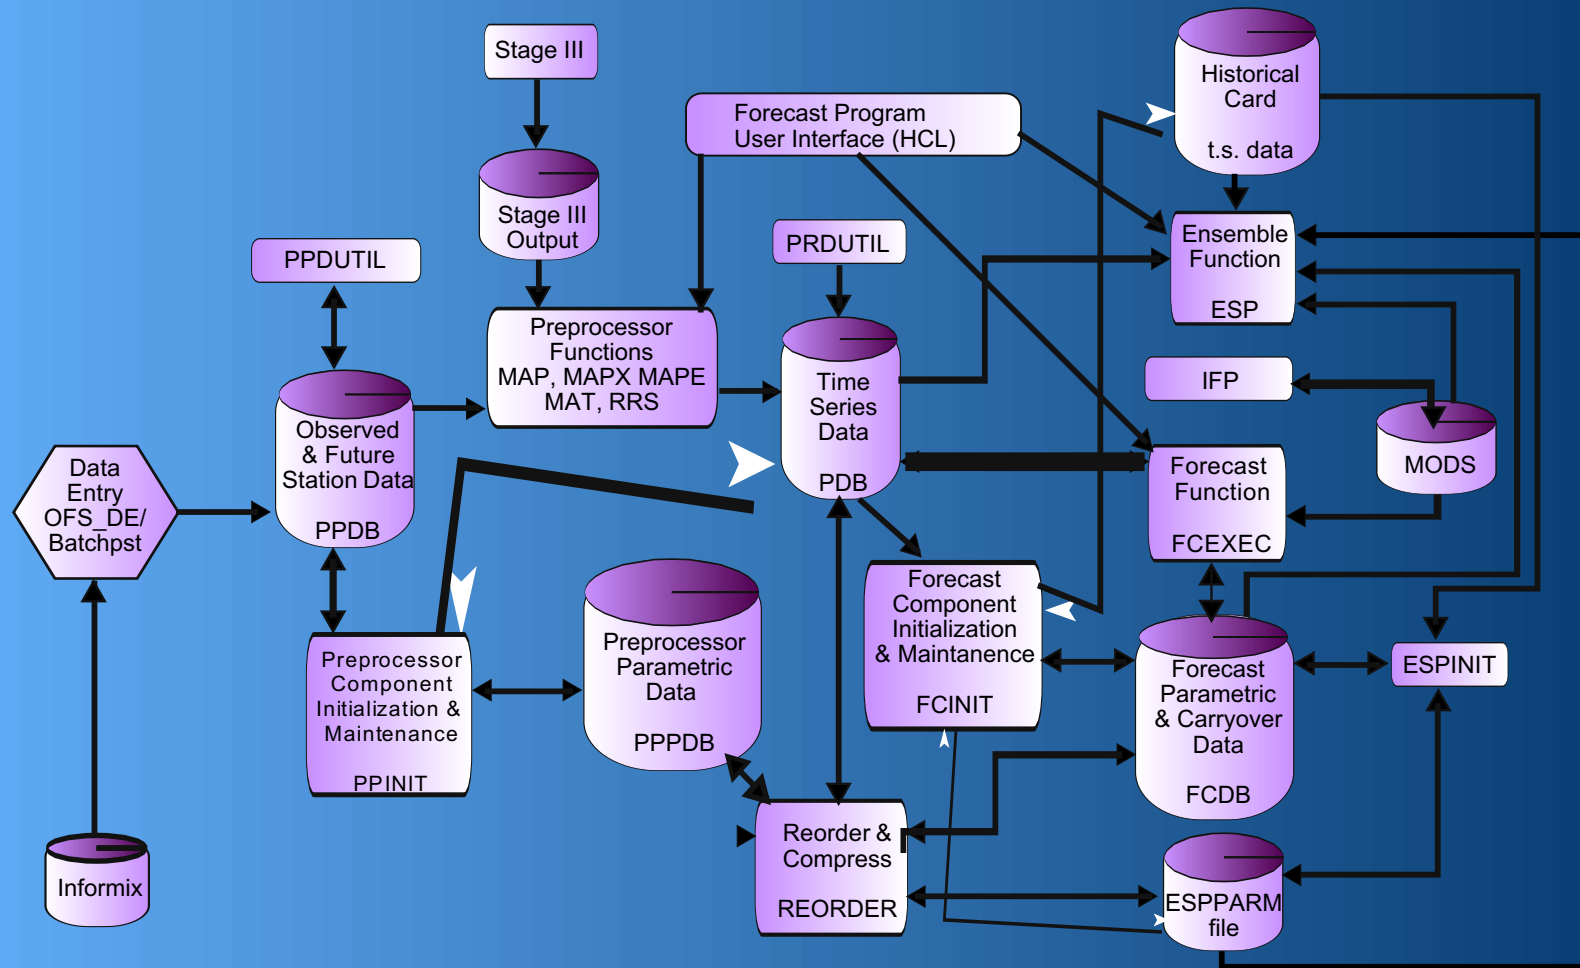 Stage III
Stage III
Output
Forecast Program
User Interface (HCL)
Historical
Card
t.s. data
PPDUTIL
PRDUTIL
Ensemble
Function
ESP
Preprocessor
Functions
MAP, MAPX MAPE
MAT, RRS
Time
Series
Data
PDB
IFP
MODS
Observed
& Future
Station Data
PPDB
Data
Entry
OFS_DE/
Batchpst
Forecast
Function
FCEXEC
Forecast
Component
Initialization
& Maintanence
FCINIT
Preprocessor
Parametric
Data
PPPDB
Preprocessor
Component
Initialization &
Maintenance
PPINIT
Forecast
Parametric
& Carryover
Data
FCDB
ESPINIT
Reorder &
Compress
REORDER
Informix
ESPPARM
file